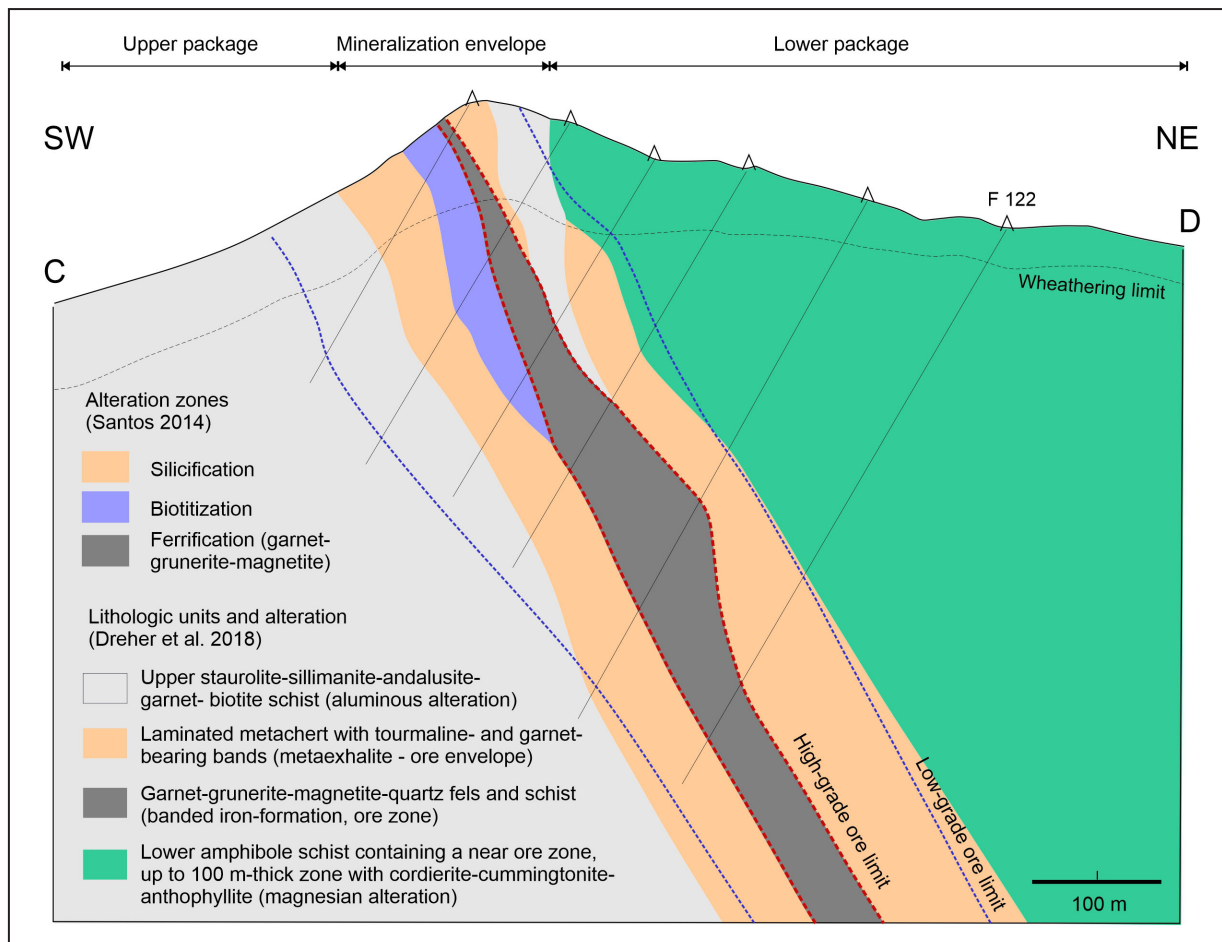 Upper package
Mineralization envelope
Lower package
SW
NE
F 122
D
C
Wheathering limit
Alteration zones
(Santos 2014)
Silicification
Biotitization
Ferrification (garnet-
grunerite-magnetite)
Lithologic units and alteration
(Dreher et al. 2018)
Upper staurolite-sillimanite-andalusite-
garnet- biotite schist (aluminous alteration)
Laminated metachert with tourmaline- and garnet-
bearing bands (metaexhalite - ore envelope)
Garnet-grunerite-magnetite-quartz fels and schist
(banded iron-formation, ore zone)
Lower amphibole schist containing a near ore zone,
up to 100 m-thick zone with cordierite-cummingtonite-
anthophyllite (magnesian alteration)
High-grade ore limit
Low-grade ore limit
100 m